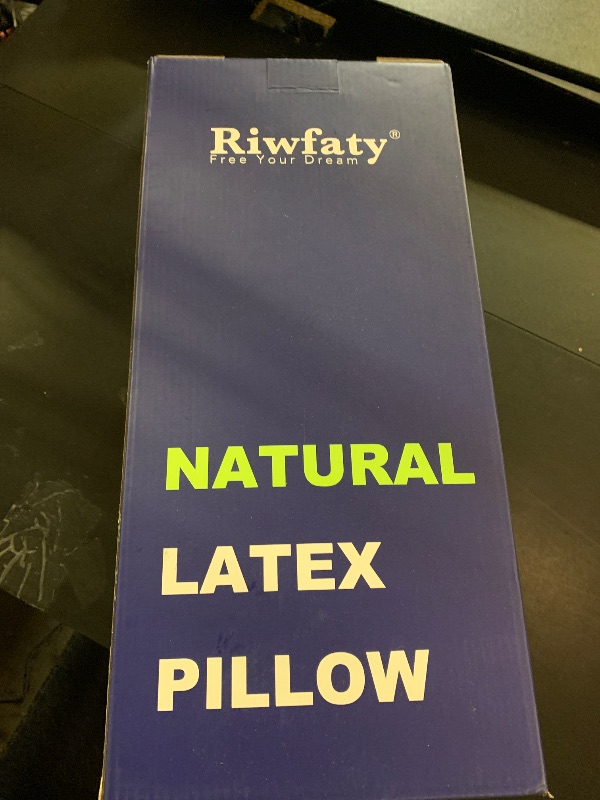 Riwfaty®
Free Your Dream
NATURAL
LATEX
PILLOW